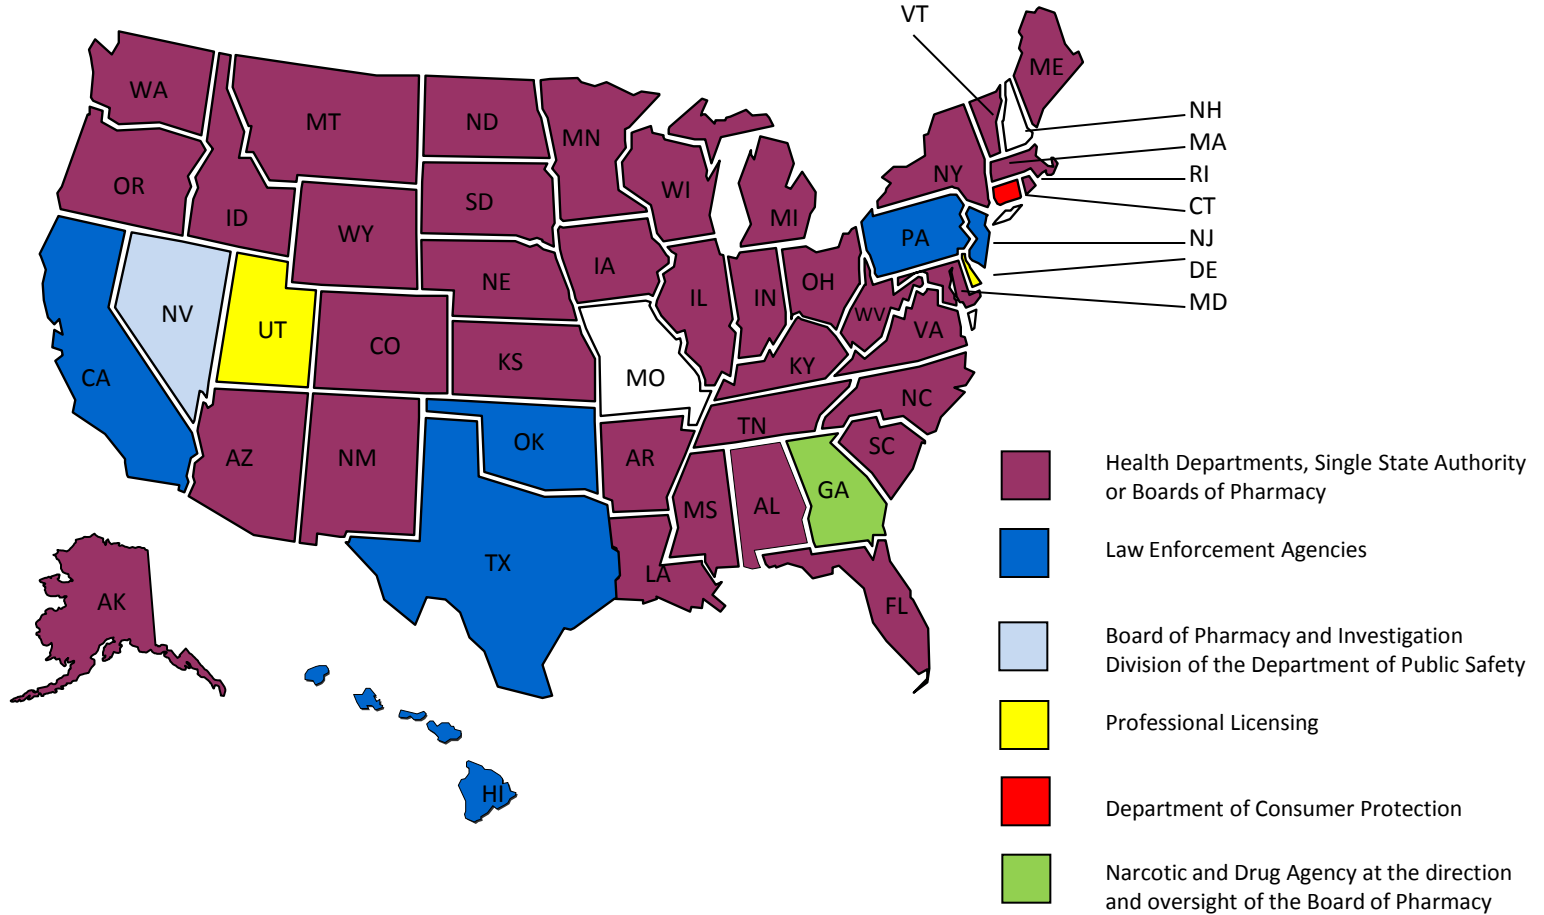 VT
ME
WA
NH
MT
ND
MN
MA
NY
RI
OR
WI
SD
CT
ID
MI
WY
PA
NJ
IA
DE
NE
OH
IL
IN
MD
NV
WV
UT
VA
CO
KS
KY
CA
MO
NC
TN
OK
SC
AZ
NM
AR
GA
MS
AL
TX
LA
AK
FL
HI
Health Departments, Single State Authority
or Boards of Pharmacy
Law Enforcement Agencies
Board of Pharmacy and Investigation
Division of the Department of Public Safety
Professional Licensing
Department of Consumer Protection
Narcotic and Drug Agency at the direction
and oversight of the Board of Pharmacy